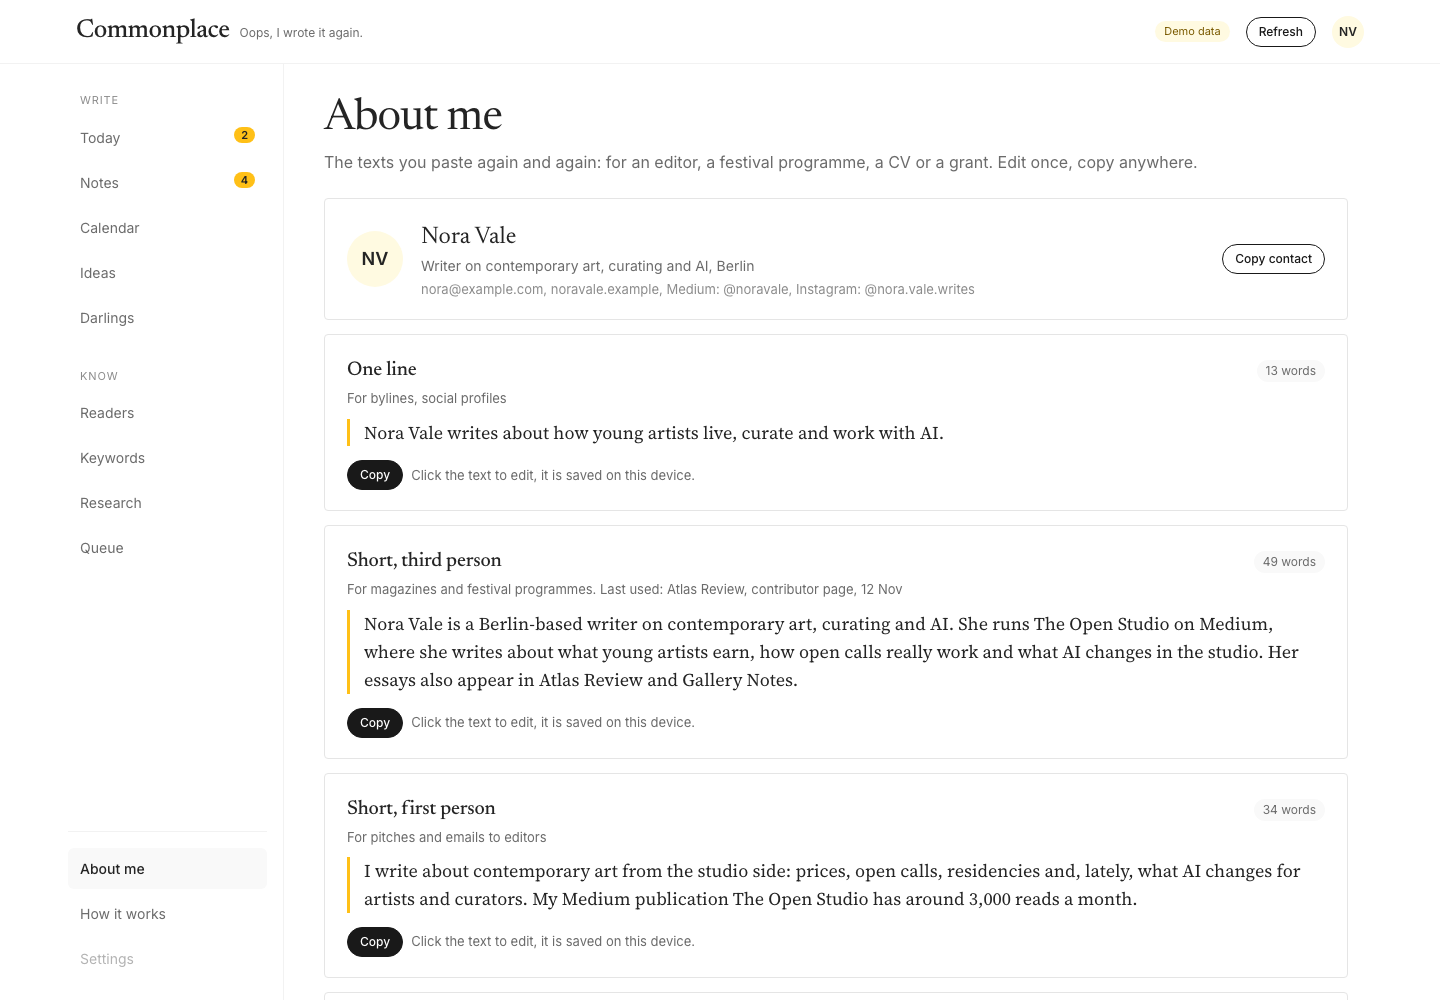 Commonplace
Oops, I wrote it again.
Demo data
Refresh
NV
WRITE
Today
2
Notes
4
Calendar
Ideas
Darlings
KNOW
Readers
Keywords
Research
Queue
About me
How it works
Settings
About me
The texts you paste again and again: for an editor, a festival programme, a CV or a grant. Edit once, copy anywhere.
NV
Nora Vale
Writer on contemporary art, curating and AI, Berlin
nora@example.com, noravale.example, Medium: @noravale, Instagram: @nora.vale.writes
Copy contact
One line
13 words
For bylines, social profiles
Nora Vale writes about how young artists live, curate and work with AI.
Copy
Click the text to edit, it is saved on this device.
Short, third person
49 words
For magazines and festival programmes. Last used: Atlas Review, contributor page, 12 Nov
Nora Vale is a Berlin-based writer on contemporary art, curating and AI. She runs The Open Studio on Medium,
where she writes about what young artists earn, how open calls really work and what AI changes in the studio. Her
essays also appear in Atlas Review and Gallery Notes.
Copy
Click the text to edit, it is saved on this device.
Short, first person
34 words
For pitches and emails to editors
I write about contemporary art from the studio side: prices, open calls, residencies and, lately, what AI changes for
artists and curators. My Medium publication The Open Studio has around 3,000 reads a month.
Copy
Click the text to edit, it is saved on this device.